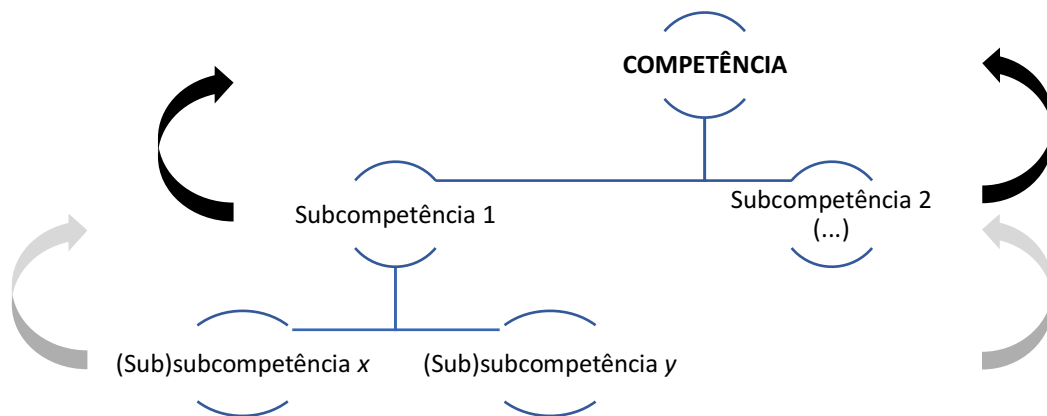 COMPETÊNCIA
Subcompetência 1
Subcompetência 2
(...)
(Sub)subcompetência x
(Sub)subcompetência y